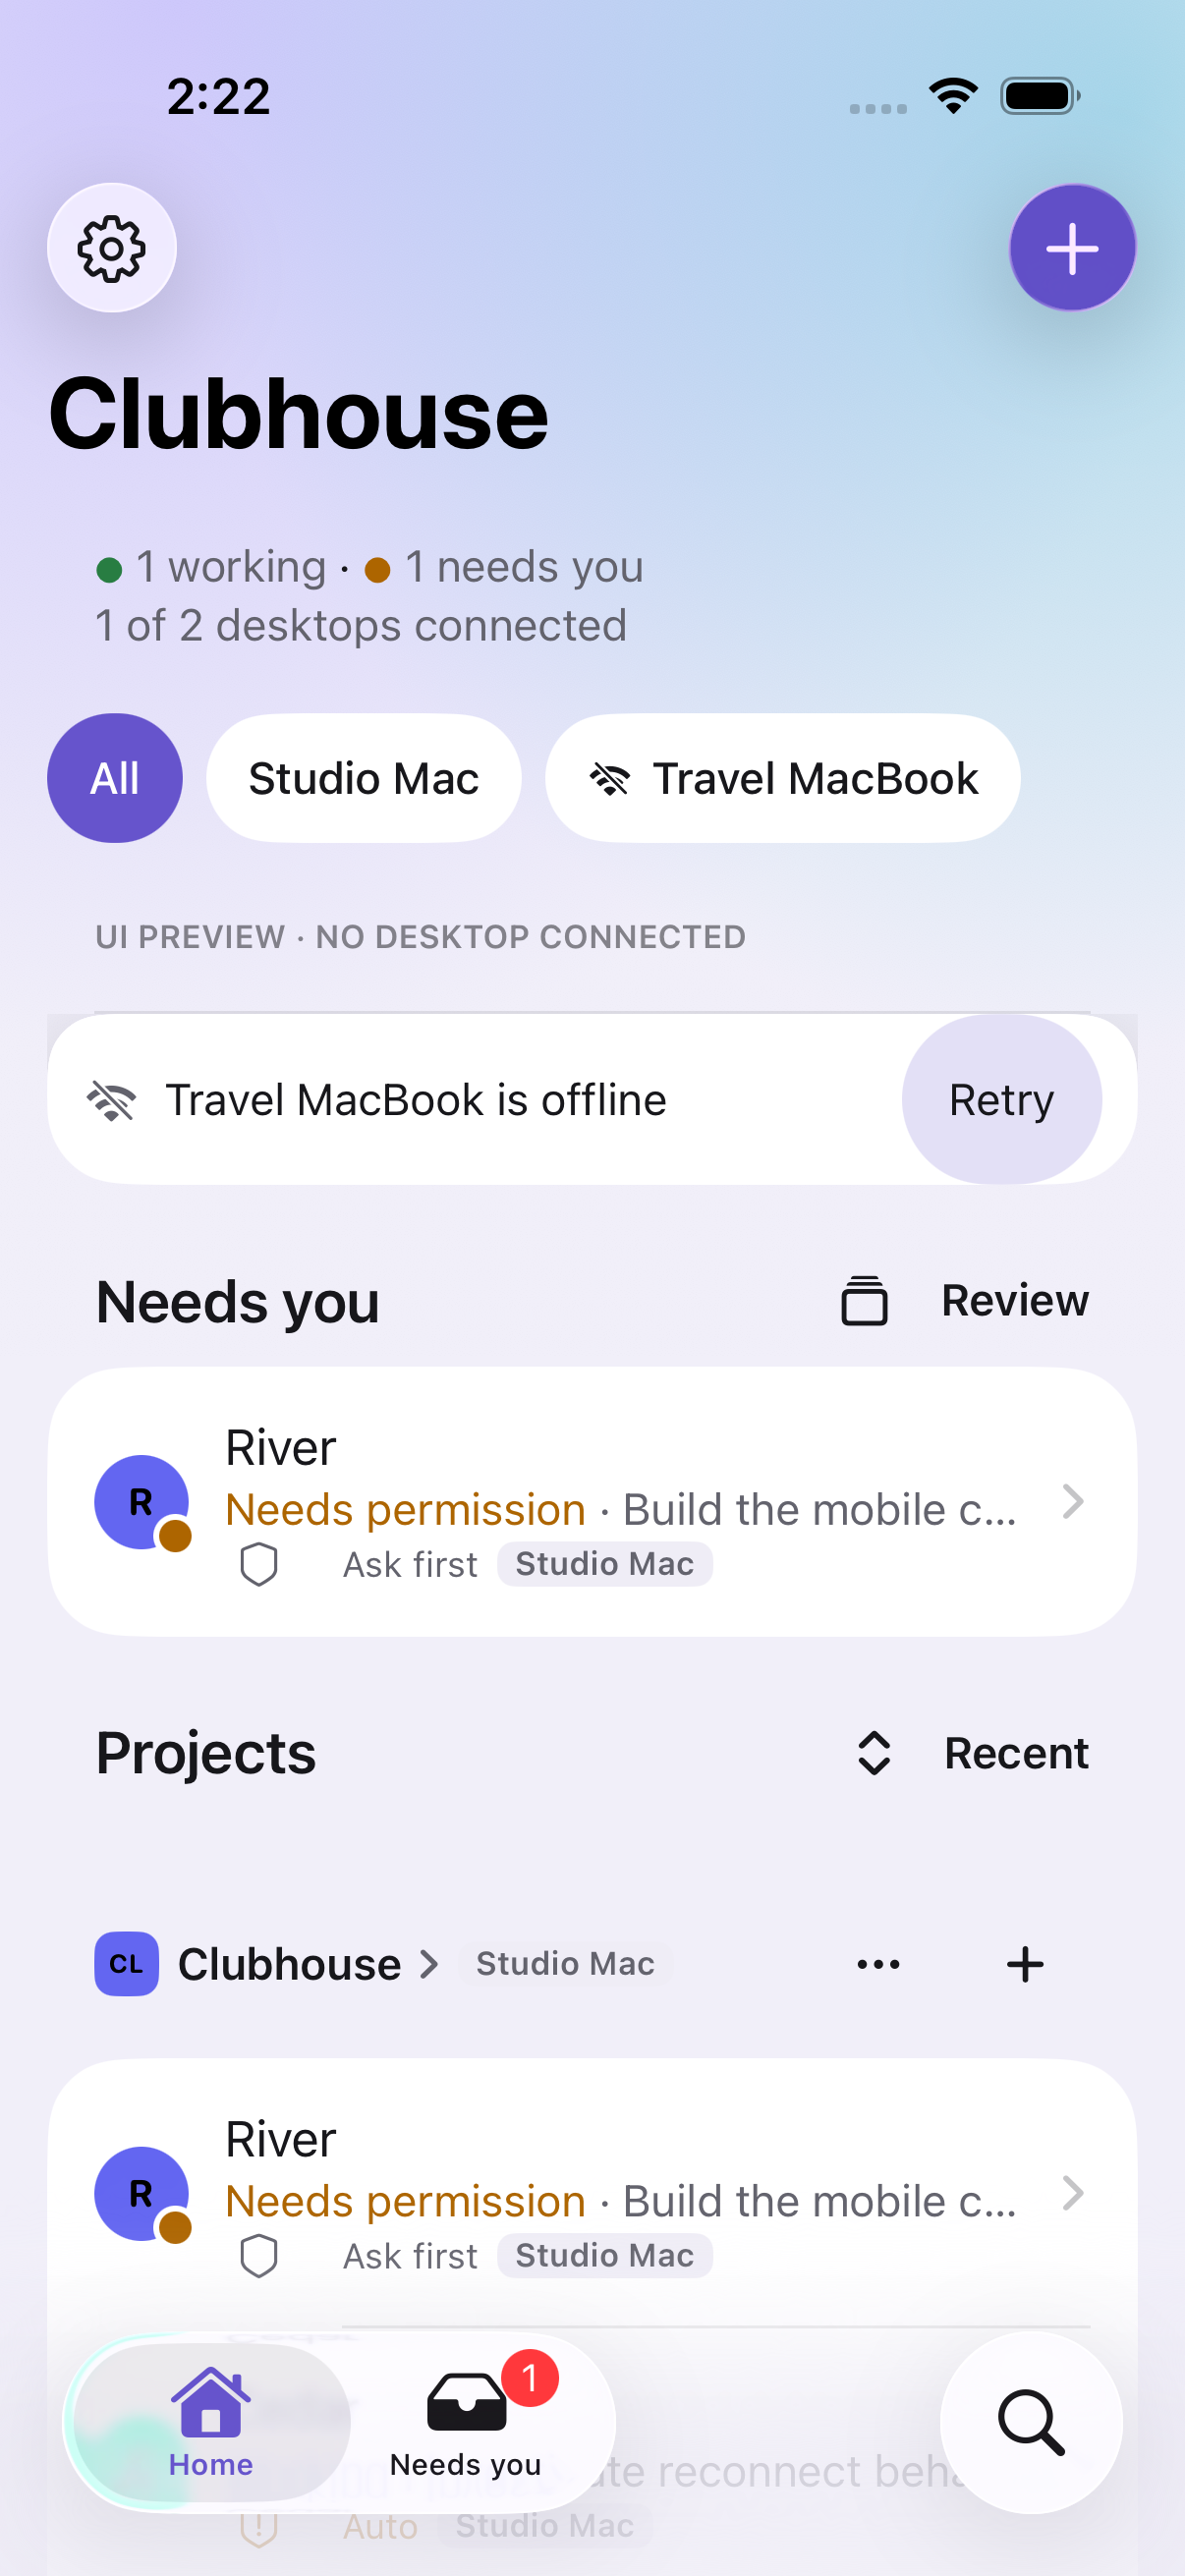 2:22
Clubhouse
1 working · 1 needs you
1 of 2 desktops connected
All
Studio Mac
Travel MacBook
UI PREVIEW · NO DESKTOP CONNECTED
Travel MacBook is offline
Retry
Needs you
Review
River
R
Needs permission · Build the mobile c...
Ask first
Studio Mac
Projects
Recent
CL
Clubhouse
Studio Mac
River
R
Needs permission · Build the mobile c...
Ask first
Studio Mac
1
Home
Needs you
reconnect
Auto
Studio Mac